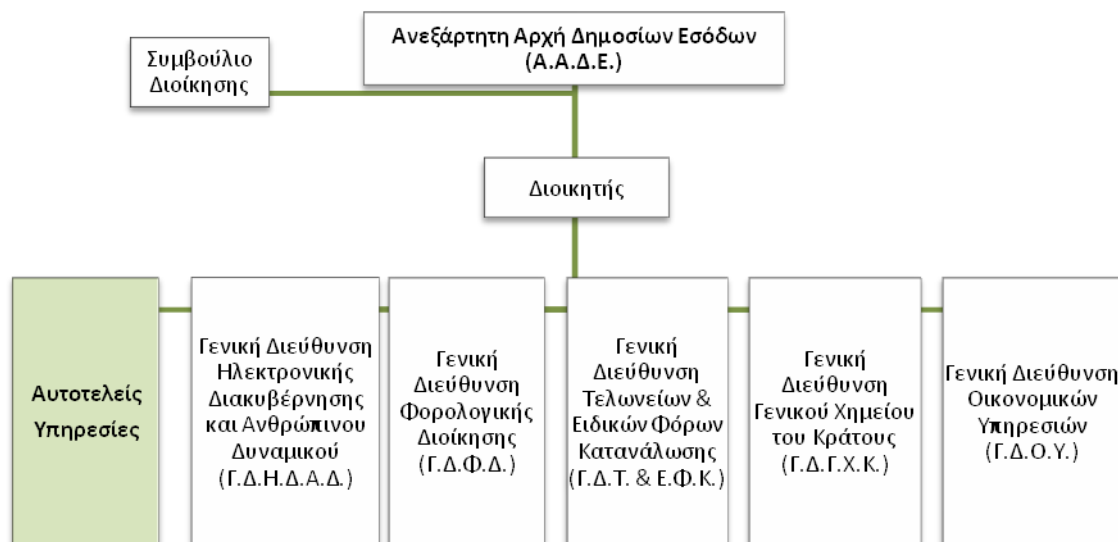 Ανεξάρτητη Αρχή Δημοσίων Εσόδων
(Α.Α.Δ.Ε.)
Συμβούλιο
Διοίκησης
Διοικητής
Αυτοτελείς
Υπηρεσίες
Γενική Διεύθυνση
Ηλεκτρονικής
Διακυβέρνησης
και Ανθρώπινου
Δυναμικού
(Γ.Δ.Η.Δ.Α.Δ.)
Γενική
Διεύθυνση
Φορολογικής
Διοίκησης
(Γ.Δ.Φ.Δ.)
Γενική
Διεύθυνση
Τελωνείων &
Ειδικών Φόρων
Κατανάλωσης
(Γ.Δ.Τ. & Ε.Φ.Κ.)
Γενική
Διεύθυνση
Γενικού Χημείου
του Κράτους
(Γ.Δ.Γ.Χ.Κ.)
Γενική Διεύθυνση
Οικονομικών
Υπηρεσιών
(Γ.Δ.Ο.Υ.)